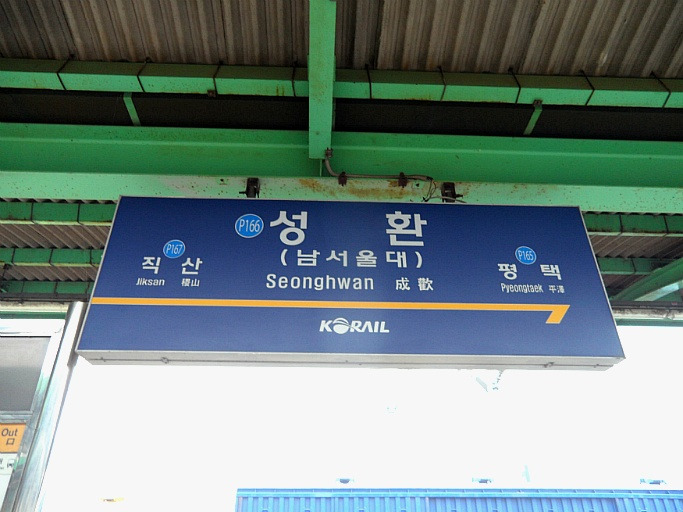 P166 성환
(남서울대)
Seonghwan 成歡
P167
직산
Jiksan 稷山
P165
평택
Pyeongtaek 平澤
KORAIL
Out